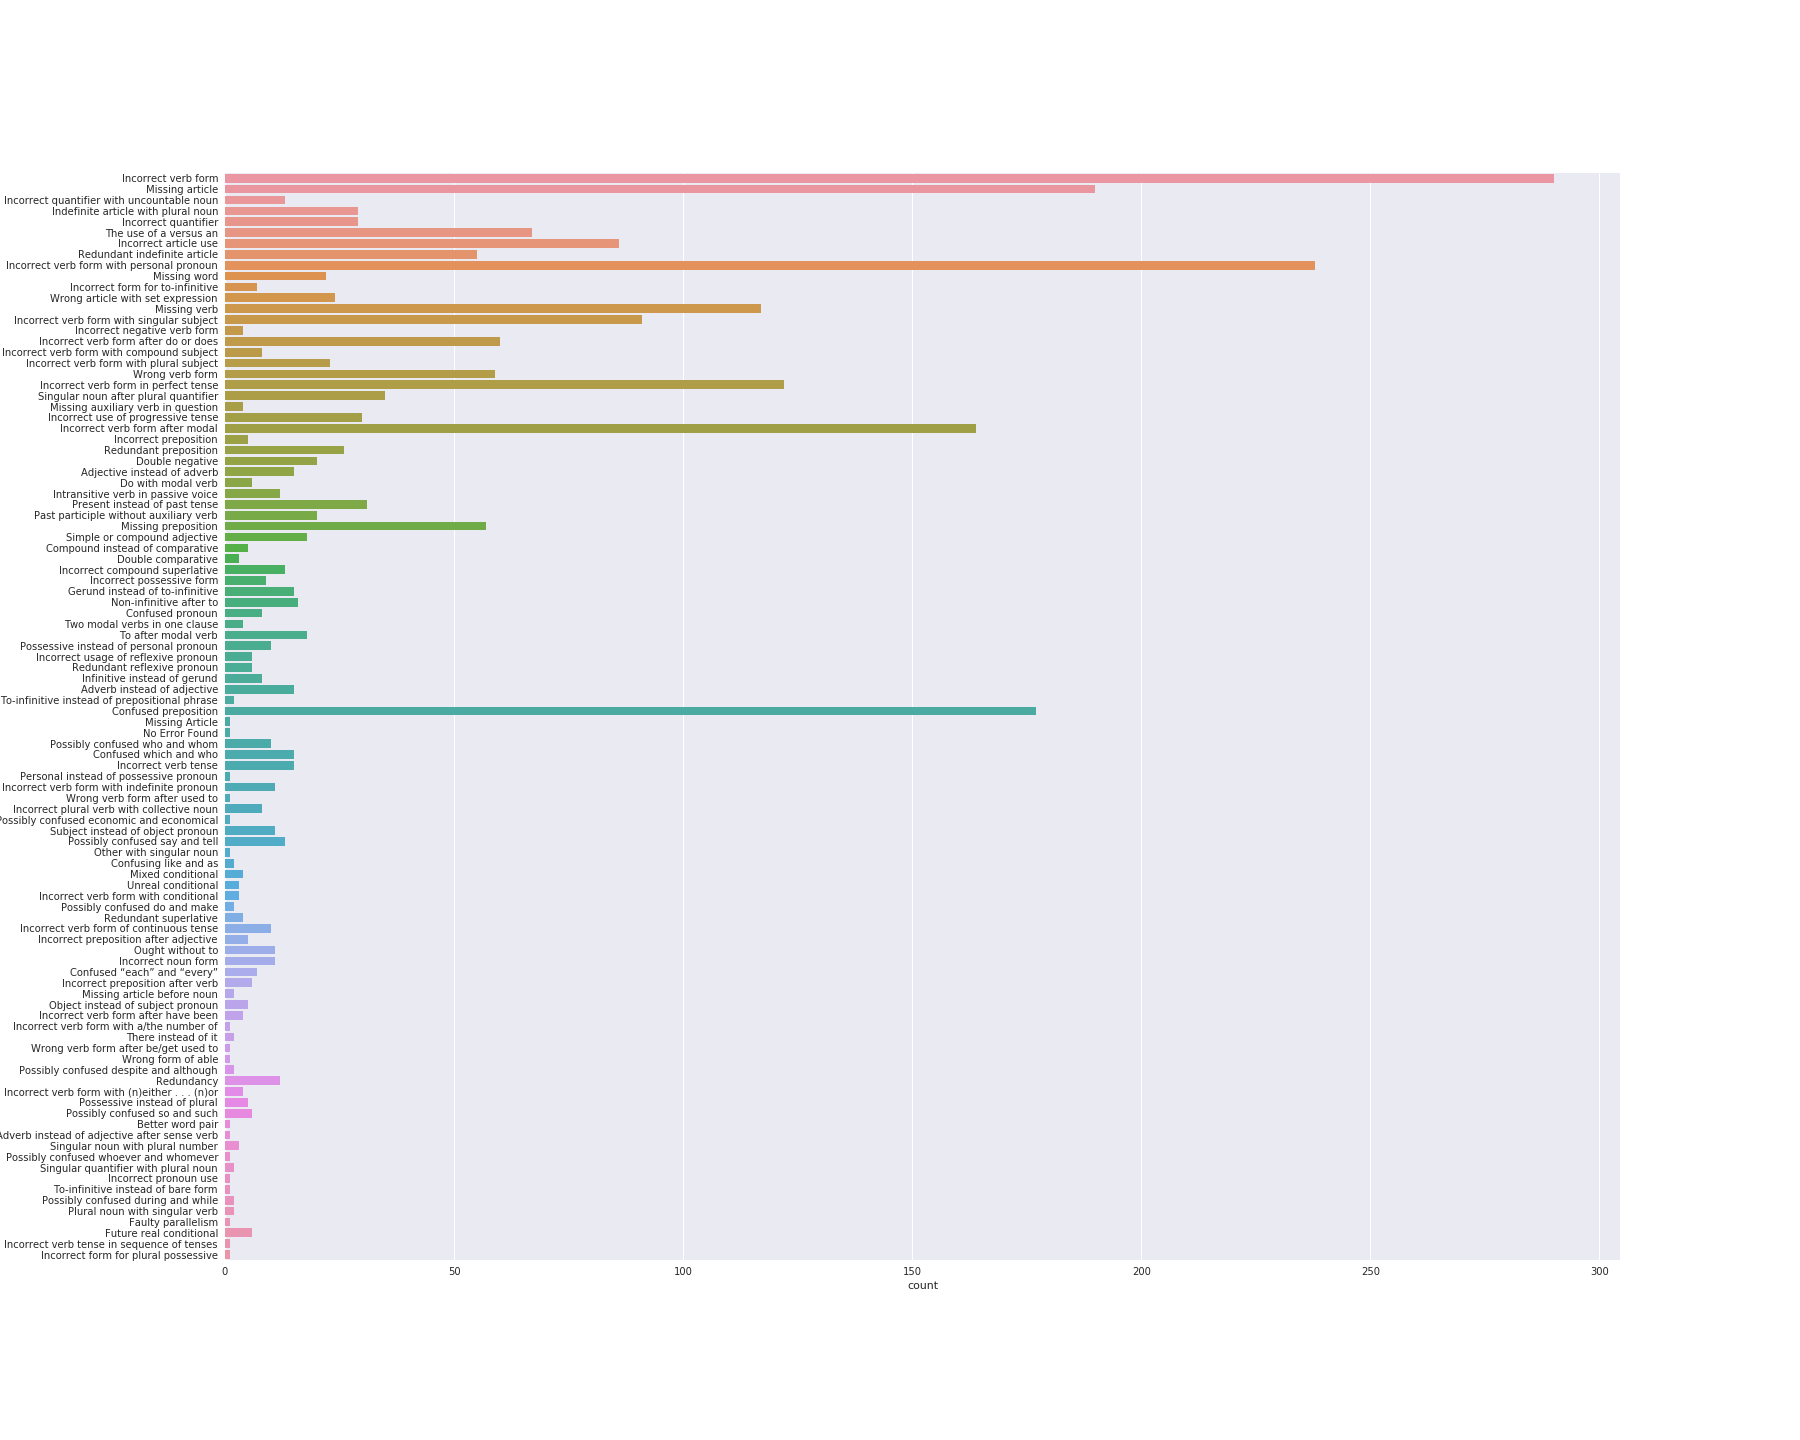 Incorrect verb form
Missing article
Incorrect quantifier with uncountable noun
Indefinite article with plural noun
Incorrect quantifier
The use of a versus an
Incorrect article use
Redundant indefinite article
Incorrect verb form with personal pronoun
Missing word
Incorrect form for to-infinitive
Wrong article with set expression
Missing verb
Incorrect verb form with singular subject
Incorrect negative verb form
Incorrect verb form after do or does
Incorrect verb form with compound subject
Incorrect verb form with plural subject
Wrong verb form
Incorrect verb form in perfect tense
Singular noun after plural quantifier
Missing auxiliary verb in question
Incorrect use of progressive tense
Incorrect verb form after modal
Incorrect preposition
Redundant preposition
Double negative
Adjective instead of adverb
Do with modal verb
Intransitive verb in passive voice
Present instead of past tense
Past participle without auxiliary verb
Missing preposition
Simple or compound adjective
Compound instead of comparative
Double comparative
Incorrect compound superlative
Incorrect possessive form
Gerund instead of to-infinitive
Non-infinitive after to
Confused pronoun
Two modal verbs in one clause
To after modal verb
Possessive instead of personal pronoun
Incorrect usage of reflexive pronoun
Redundant reflexive pronoun
Infinitive instead of gerund
Adverb instead of adjective
To-infinitive instead of prepositional phrase
Confused preposition
Missing Article
No Error Found
Possibly confused who and whom
Confused which and who
Incorrect verb tense
Personal instead of possessive pronoun
Incorrect verb form with indefinite pronoun
Wrong verb form after used to
Incorrect plural verb with collective noun
Possibly confused economic and economical
Subject instead of object pronoun
Possibly confused say and tell
Other with singular noun
Confusing like and as
Mixed conditional
Unreal conditional
Incorrect verb form with conditional
Possibly confused do and make
Redundant superlative
Incorrect verb form of continuous tense
Incorrect preposition after adjective
Ought without to
Incorrect noun form
Confused “each” and “every”
Incorrect preposition after verb
Missing article before noun
Object instead of subject pronoun
Incorrect verb form after have been
Incorrect verb form with a/the number of
There instead of it
Wrong verb form after be/get used to
Wrong form of able
Possibly confused despite and although
Redundancy
Incorrect verb form with (n)either . . . (n)or
Possessive instead of plural
Possibly confused so and such
Better word pair
Adverb instead of adjective after sense verb
Singular noun with plural number
Possibly confused whoever and whomever
Singular quantifier with plural noun
Incorrect pronoun use
To-infinitive instead of bare form
Possibly confused during and while
Plural noun with singular verb
Faulty parallelism
Future real conditional
Incorrect verb tense in sequence of tenses
Incorrect form for plural possessive
0 50 100 150 200 250 300
count